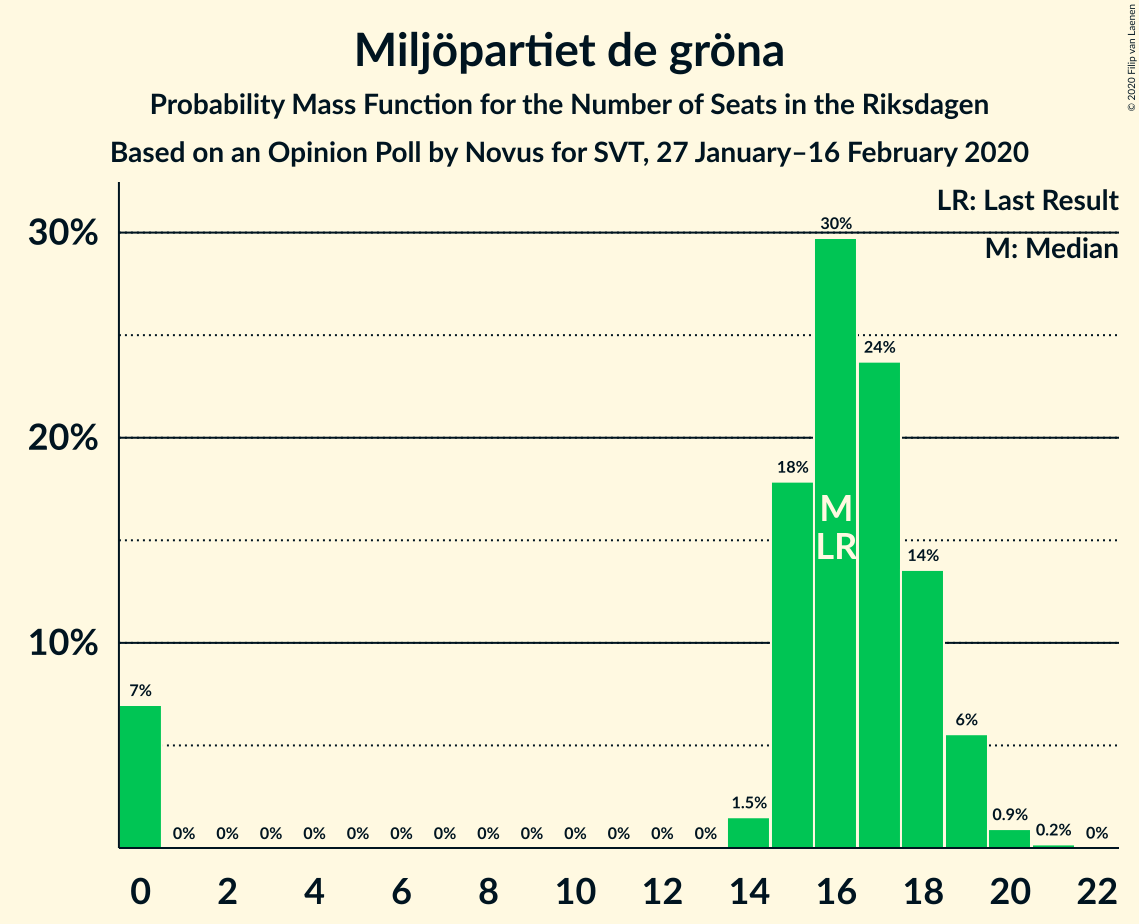 Miljöpartiet de gröna
Probability Mass Function for the Number of Seats in the Riksdagen
Based on an Opinion Poll by Novus for SVT, 27 January–16 February 2020
© 2020 Filip van Laenen
LR: Last Result
M: Median
30%
20%
10%
7%
0%
0%
0%
0%
0%
0%
0%
0%
0%
0%
0%
0%
0%
1.5%
18%
30%
24%
14%
6%
0.9%
0.2%
0%
M
LR
0 2 4 6 8 10 12 14 16 18 20 22